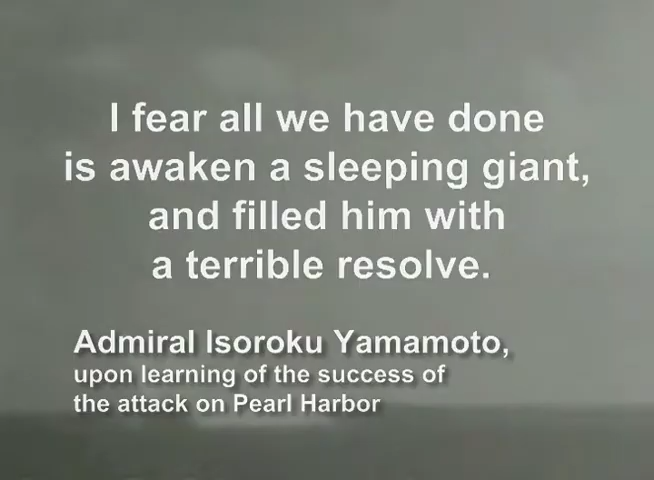 I fear all we have done
is awaken a sleeping giant,
and filled him with
a terrible resolve.
Admiral Isoroku Yamamoto,
upon learning of the success of
the attack on Pearl Harbor